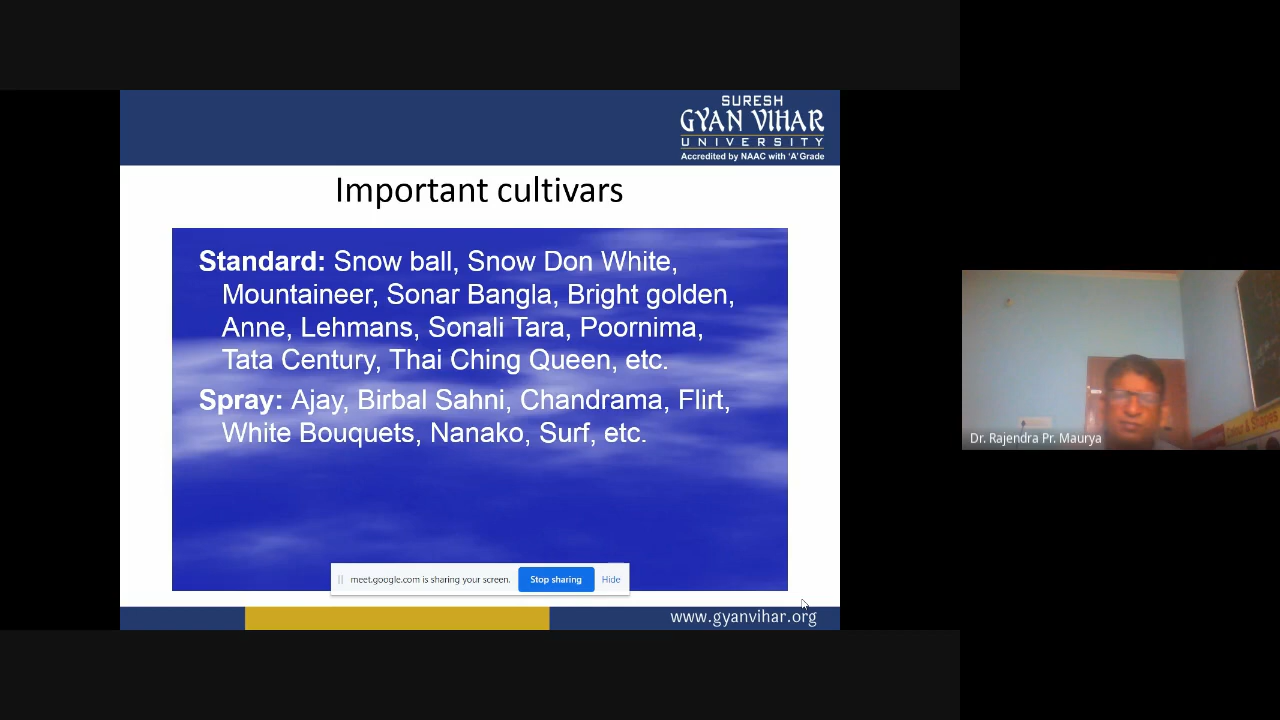 SURESH
GYAN VIHAR
UNIVERSITY
Accredited by NAAC with 'A' Grade
Important cultivars
Standard: Snow ball, Snow Don White,
Mountaineer, Sonar Bangla, Bright golden,
Anne, Lehmans, Sonali Tara, Poornima,
Tata Century, Thai Ching Queen, etc.
Spray: Ajay, Birbal Sahni, Chandrama, Flirt,
White Bouquets, Nanako, Surf, etc.
meet.google.com is sharing your screen. Stop sharing Hide
www.gyanvihar.org
Dr. Rajendra Pr. Maurya